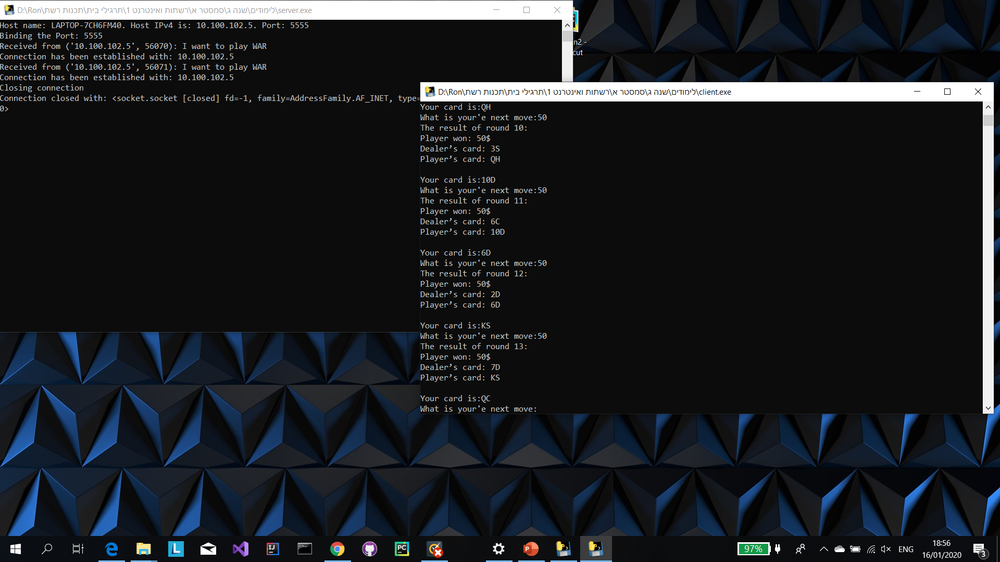 D:\Ron\לימודים\שנה ג\סמסטר א\רשתות ואינטרנט 1\תרגילי בית\תכנות רשת\server.exe
Host name: LAPTOP-7CH6FM40. Host IPv4 is: 10.100.102.5. Port: 5555
Binding the Port: 5555
Received from ('10.100.102.5', 56070): I want to play WAR
Connection has been established with: 10.100.102.5
Received from ('10.100.102.5', 56071): I want to play WAR
Connection has been established with: 10.100.102.5
Closing connection
Connection closed with: <socket.socket [closed] fd=-1, family=AddressFamily.AF_INET, type=
0>
n2 -
cut
D:\Ron\לימודים\שנה ג\סמסטר א\רשתות ואינטרנט 1\תרגילי בית\תכנות רשת\client.exe
Your card is:QH
What is your'e next move:50
The result of round 10:
Player won: 50$
Dealer’s card: 3S
Player’s card: QH
Your card is:10D
What is your'e next move:50
The result of round 11:
Player won: 50$
Dealer’s card: 6C
Player’s card: 10D
Your card is:6D
What is your'e next move:50
The result of round 12:
Player won: 50$
Dealer’s card: 2D
Player’s card: 6D
Your card is:KS
What is your'e next move:50
The result of round 13:
Player won: 50$
Dealer’s card: 7D
Player’s card: KS
Your card is:QC
What is your'e next move:
L
IJ
PC
P
97%
ENG
18:56
16/01/2020
3